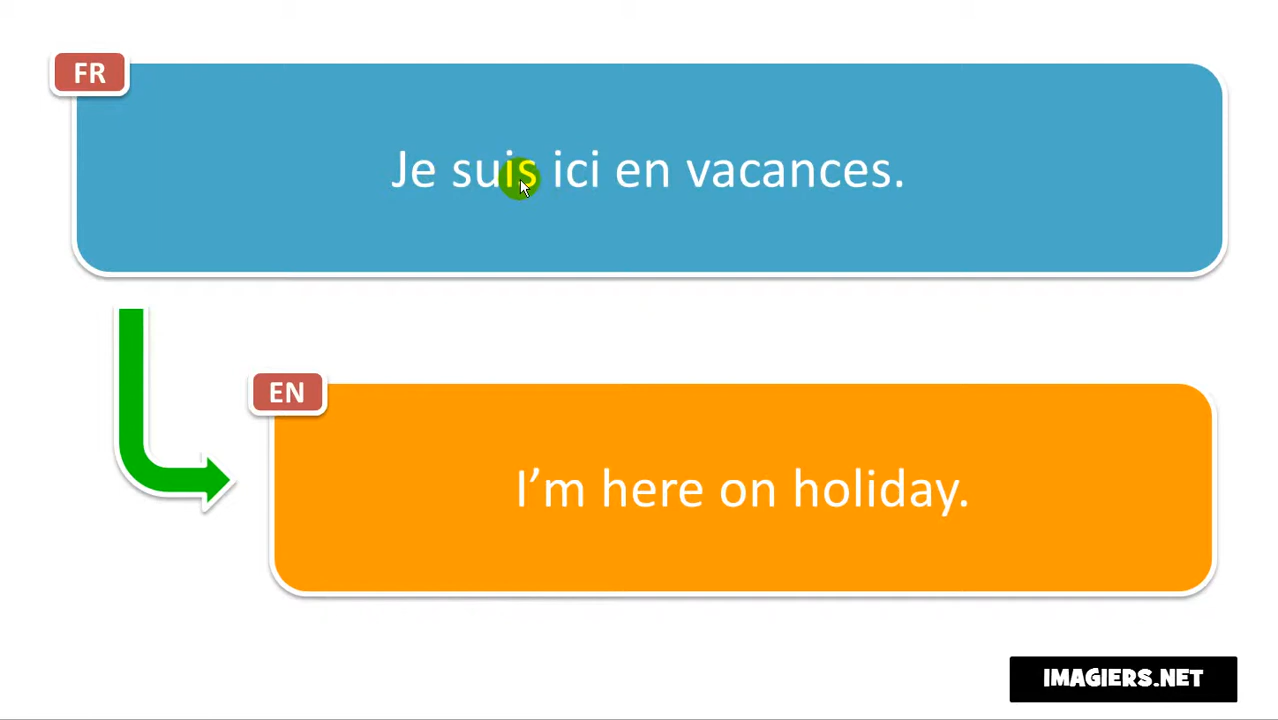 FR
Je suis ici en vacances.
EN
I’m here on holiday.
IMAGIERS.NET